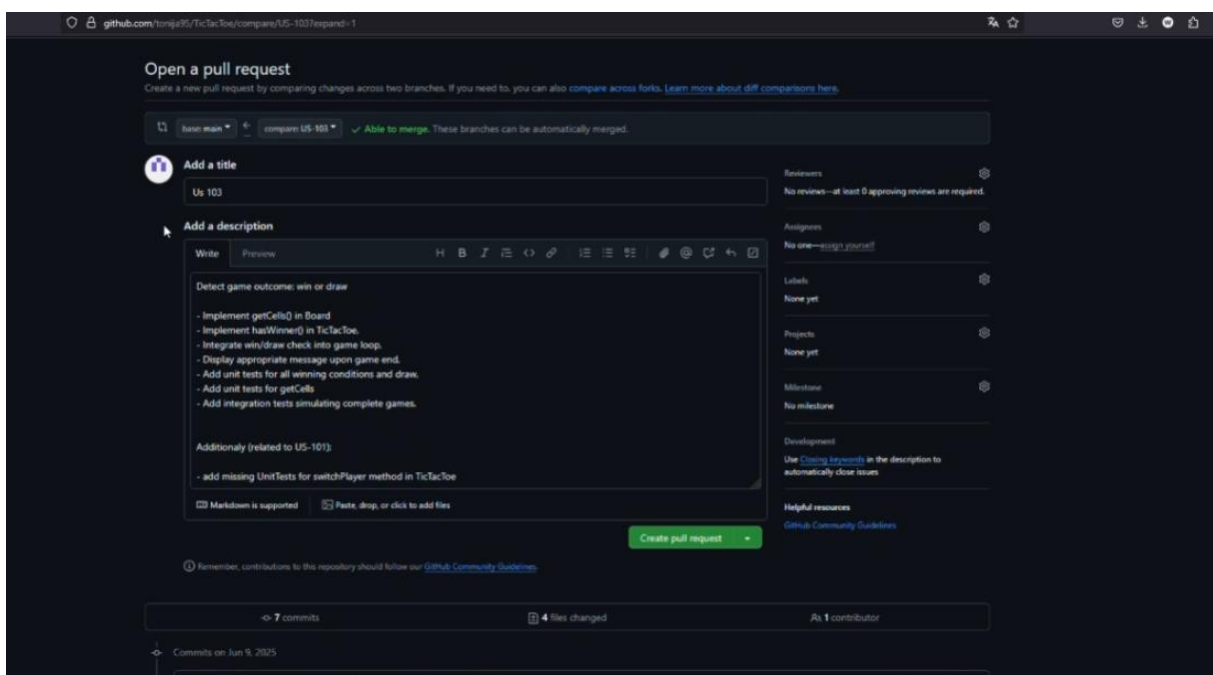 github.com/tonija95/TicTacToe/compare/US-103?expand=1
Open a pull request
Create a new pull request by comparing changes across two branches. If you need to, you can also compare across forks. Learn more about diff comparisons here.
base: main
compare: US-103
Able to merge. These branches can be automatically merged.
Add a title
Us 103
Add a description
Write Preview
Detect game outcome: win or draw
- Implement getCells() in Board
- Implement hasWinner() in TicTacToe.
- Integrate win/draw check into game loop.
- Display appropriate message upon game end.
- Add unit tests for all winning conditions and draw.
- Add unit tests for getCells
- Add integration tests simulating complete games.
Additionaly (related to US-101):
- add missing UnitTests for switchPlayer method in TicTacToe
Markdown is supported
Paste, drop, or click to add files
Create pull request
Remember, contributions to this repository should follow our GitHub Community Guidelines.
Reviewers
No reviews—at least 0 approving reviews are required.
Assignees
No one—assign yourself
Labels
None yet
Projects
None yet
Milestone
No milestone
Development
Use Closing keywords in the description to
automatically close issues
Helpful resources
GitHub Community Guidelines
7 commits
4 files changed
1 contributor
Commits on Jun 9, 2025